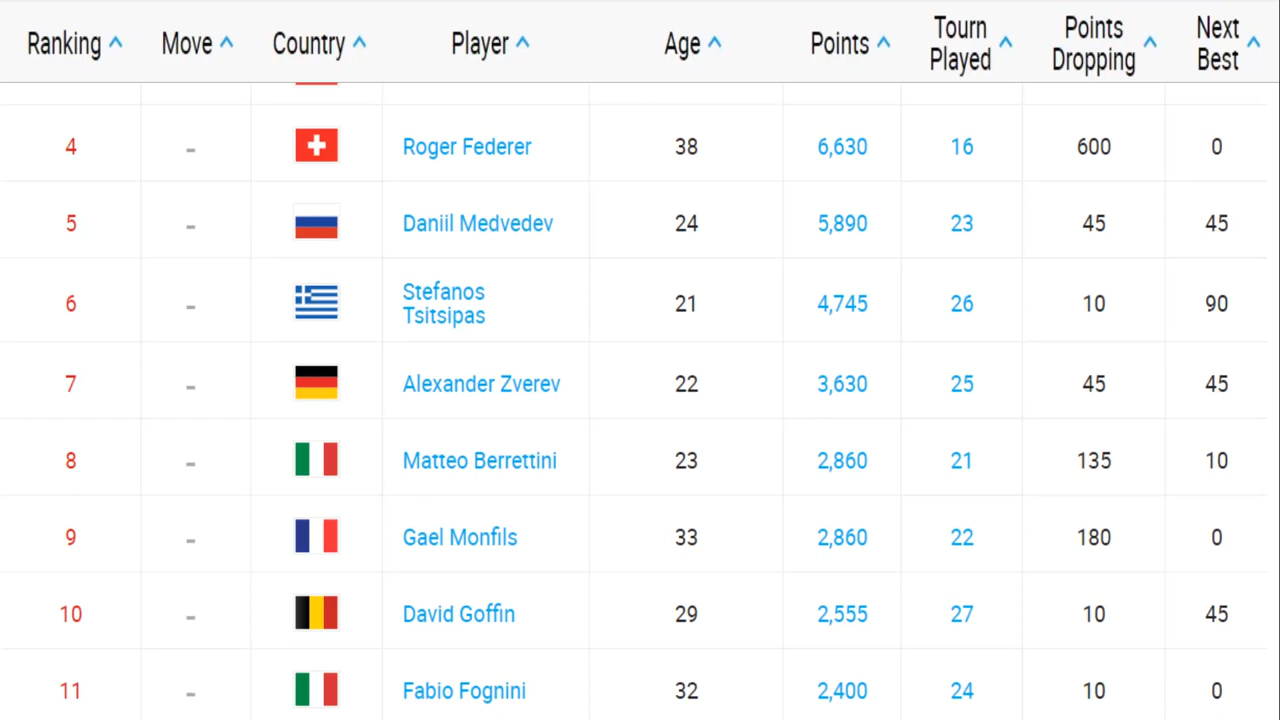 Ranking Move Country Player Age Points Tourn Played Points Dropping Next Best
4 - Roger Federer 38 6,630 16 600 0
5 - Daniil Medvedev 24 5,890 23 45 45
6 - Stefanos Tsitsipas 21 4,745 26 10 90
7 - Alexander Zverev 22 3,630 25 45 45
8 - Matteo Berrettini 23 2,860 21 135 10
9 - Gael Monfils 33 2,860 22 180 0
10 - David Goffin 29 2,555 27 10 45
11 - Fabio Fognini 32 2,400 24 10 0